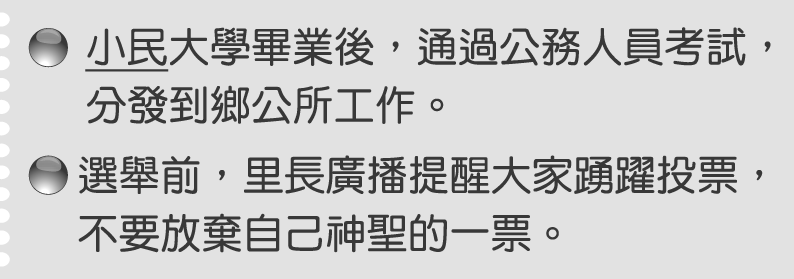 小民大學畢業後，通過公務人員考試，
分發到鄉公所工作。
選舉前，里長廣播提醒大家踴躍投票，
不要放棄自己神聖的一票。